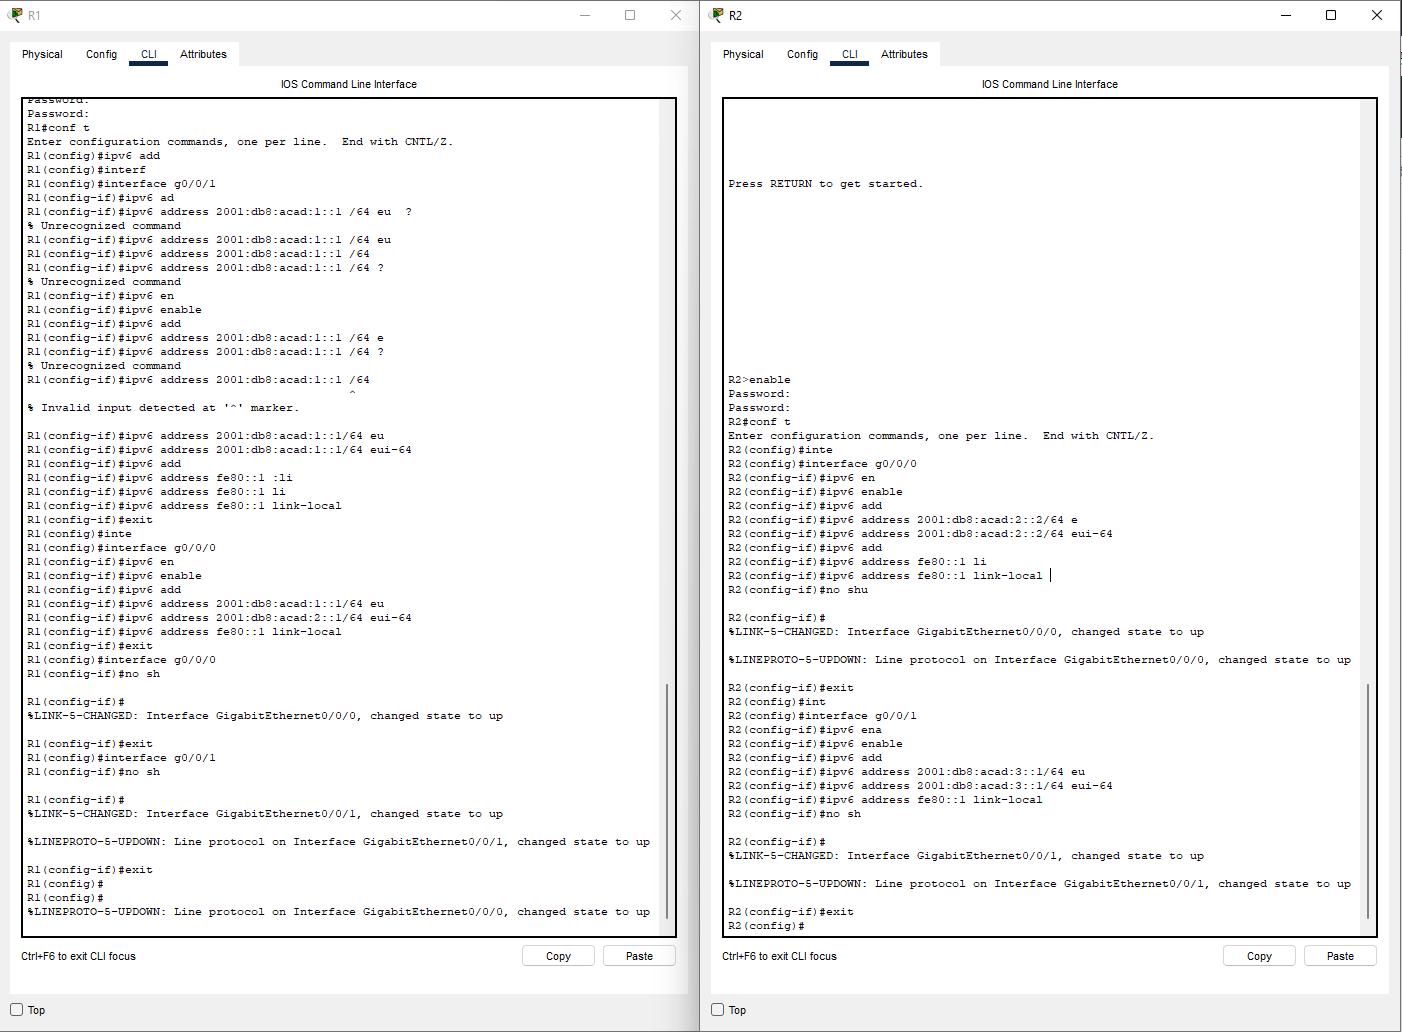 R1
Physical
Config
CLI
Attributes
IOS Command Line Interface
Password:
Password:
R1#conf t
Enter configuration commands, one per line.  End with CNTL/Z.
R1(config)#ipv6 add
R1(config)#interf
R1(config)#interface g0/0/1
R1(config-if)#ipv6 ad
R1(config-if)#ipv6 address 2001:db8:acad:1::1 /64 eu  ?
% Unrecognized command
R1(config-if)#ipv6 address 2001:db8:acad:1::1 /64 eu
R1(config-if)#ipv6 address 2001:db8:acad:1::1 /64
R1(config-if)#ipv6 address 2001:db8:acad:1::1 /64 ?
% Unrecognized command
R1(config-if)#ipv6 en
R1(config-if)#ipv6 enable
R1(config-if)#ipv6 add
R1(config-if)#ipv6 address 2001:db8:acad:1::1 /64 e
R1(config-if)#ipv6 address 2001:db8:acad:1::1 /64 ?
% Unrecognized command
R1(config-if)#ipv6 address 2001:db8:acad:1::1 /64
^
% Invalid input detected at '^' marker.
R1(config-if)#ipv6 address 2001:db8:acad:1::1/64 eu
R1(config-if)#ipv6 address 2001:db8:acad:1::1/64 eui-64
R1(config-if)#ipv6 add
R1(config-if)#ipv6 address fe80::1 :li
R1(config-if)#ipv6 address fe80::1 li
R1(config-if)#ipv6 address fe80::1 link-local
R1(config-if)#exit
R1(config)#inte
R1(config)#interface g0/0/0
R1(config-if)#ipv6 en
R1(config-if)#ipv6 enable
R1(config-if)#ipv6 add
R1(config-if)#ipv6 address 2001:db8:acad:1::1/64 eu
R1(config-if)#ipv6 address 2001:db8:acad:2::1/64 eui-64
R1(config-if)#ipv6 address fe80::1 link-local
R1(config-if)#exit
R1(config)#interface g0/0/0
R1(config-if)#no sh
R1(config-if)#
%LINK-5-CHANGED: Interface GigabitEthernet0/0/0, changed state to up
R1(config-if)#exit
R1(config)#interface g0/0/1
R1(config-if)#no sh
R1(config-if)#
%LINK-5-CHANGED: Interface GigabitEthernet0/0/1, changed state to up
%LINEPROTO-5-UPDOWN: Line protocol on Interface GigabitEthernet0/0/1, changed state to up
R1(config-if)#exit
R1(config)#
R1(config)#
%LINEPROTO-5-UPDOWN: Line protocol on Interface GigabitEthernet0/0/0, changed state to up
Ctrl+F6 to exit CLI focus
Copy
Paste
Top
R2
Physical
Config
CLI
Attributes
IOS Command Line Interface
Press RETURN to get started.
R2>enable
Password:
Password:
R2#conf t
Enter configuration commands, one per line.  End with CNTL/Z.
R2(config)#inte
R2(config)#interface g0/0/0
R2(config-if)#ipv6 en
R2(config-if)#ipv6 enable
R2(config-if)#ipv6 add
R2(config-if)#ipv6 address 2001:db8:acad:2::2/64 e
R2(config-if)#ipv6 address 2001:db8:acad:2::2/64 eui-64
R2(config-if)#ipv6 add
R2(config-if)#ipv6 address fe80::1 li
R2(config-if)#ipv6 address fe80::1 link-local
R2(config-if)#no shu
R2(config-if)#
%LINK-5-CHANGED: Interface GigabitEthernet0/0/0, changed state to up
%LINEPROTO-5-UPDOWN: Line protocol on Interface GigabitEthernet0/0/0, changed state to up
R2(config-if)#exit
R2(config)#int
R2(config)#interface g0/0/1
R2(config-if)#ipv6 ena
R2(config-if)#ipv6 enable
R2(config-if)#ipv6 add
R2(config-if)#ipv6 address 2001:db8:acad:3::1/64 eu
R2(config-if)#ipv6 address 2001:db8:acad:3::1/64 eui-64
R2(config-if)#ipv6 address fe80::1 link-local
R2(config-if)#no sh
R2(config-if)#
%LINK-5-CHANGED: Interface GigabitEthernet0/0/1, changed state to up
%LINEPROTO-5-UPDOWN: Line protocol on Interface GigabitEthernet0/0/1, changed state to up
R2(config-if)#exit
R2(config)#
Ctrl+F6 to exit CLI focus
Copy
Paste
Top